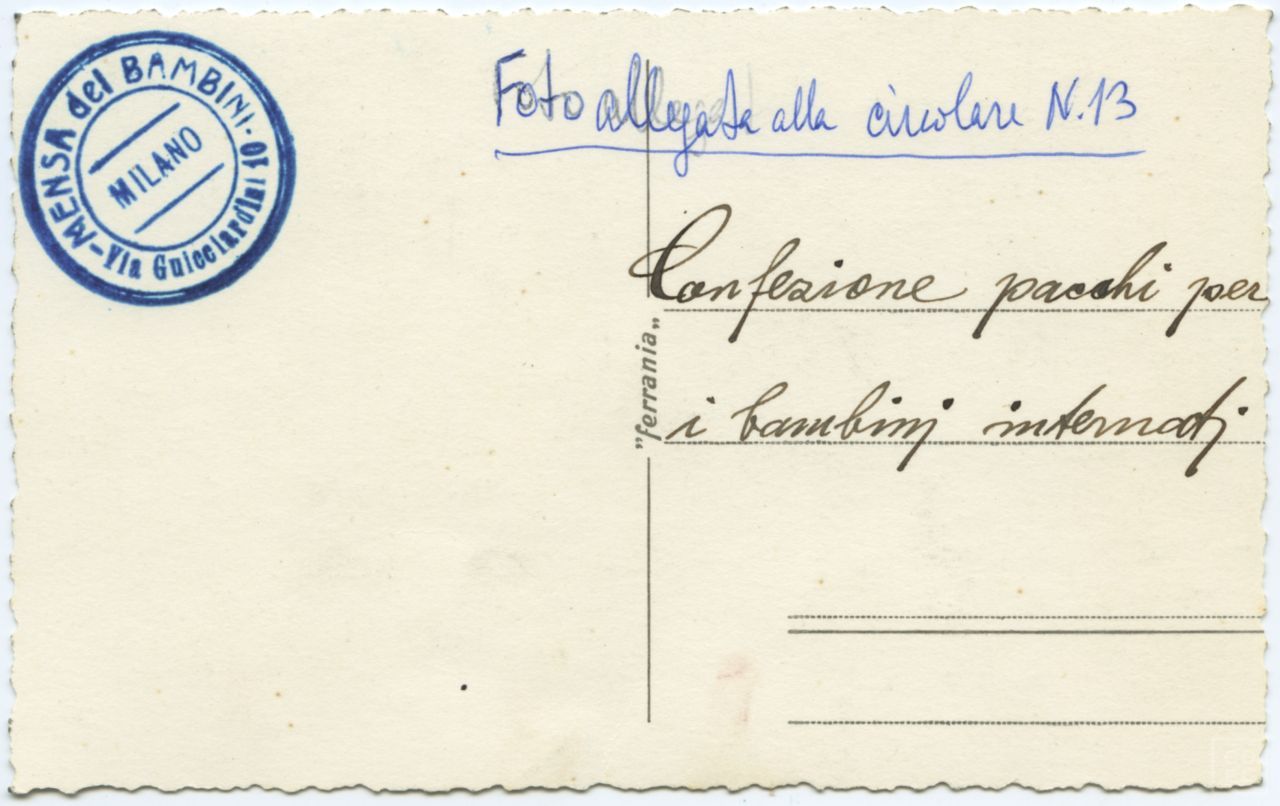 MENSA dei BAMBINI · Via Guicciardini 10 –
MILANO
Foto allegata alla circolare N.13
Confezione pacchi per
i bambini internati
"ferrania"